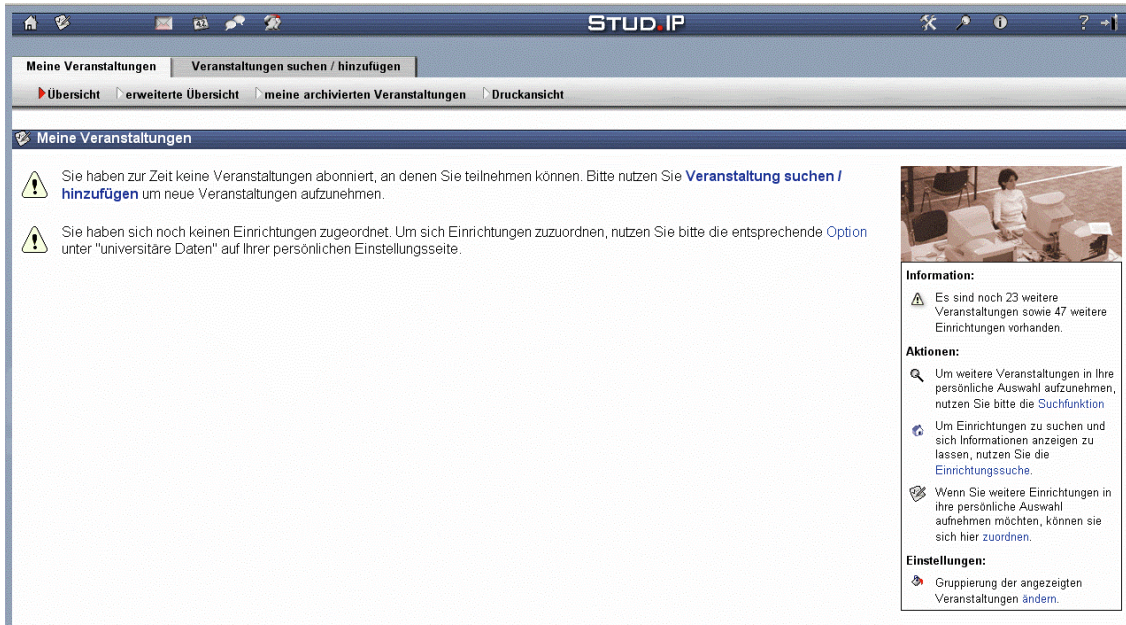 STUD.IP
?
Meine Veranstaltungen
Veranstaltungen suchen / hinzufügen
Übersicht
erweiterte Übersicht
meine archivierten Veranstaltungen
Druckansicht
Meine Veranstaltungen
Sie haben zur Zeit keine Veranstaltungen abonniert, an denen Sie teilnehmen können. Bitte nutzen Sie Veranstaltung suchen /
hinzufügen um neue Veranstaltungen aufzunehmen.
Sie haben sich noch keinen Einrichtungen zugeordnet. Um sich Einrichtungen zuzuordnen, nutzen Sie bitte die entsprechende Option
unter "universitäre Daten" auf Ihrer persönlichen Einstellungsseite.
Information:
Es sind noch 23 weitere
Veranstaltungen sowie 47 weitere
Einrichtungen vorhanden.
Aktionen:
Um weitere Veranstaltungen in Ihre
persönliche Auswahl aufzunehmen,
nutzen Sie bitte die Suchfunktion
Um Einrichtungen zu suchen und
sich Informationen anzeigen zu
lassen, nutzen Sie die
Einrichtungssuche.
Wenn Sie weitere Einrichtungen in
ihre persönliche Auswahl
aufnehmen möchten, können sie
sich hier zuordnen.
Einstellungen:
Gruppierung der angezeigten
Veranstaltungen ändern.